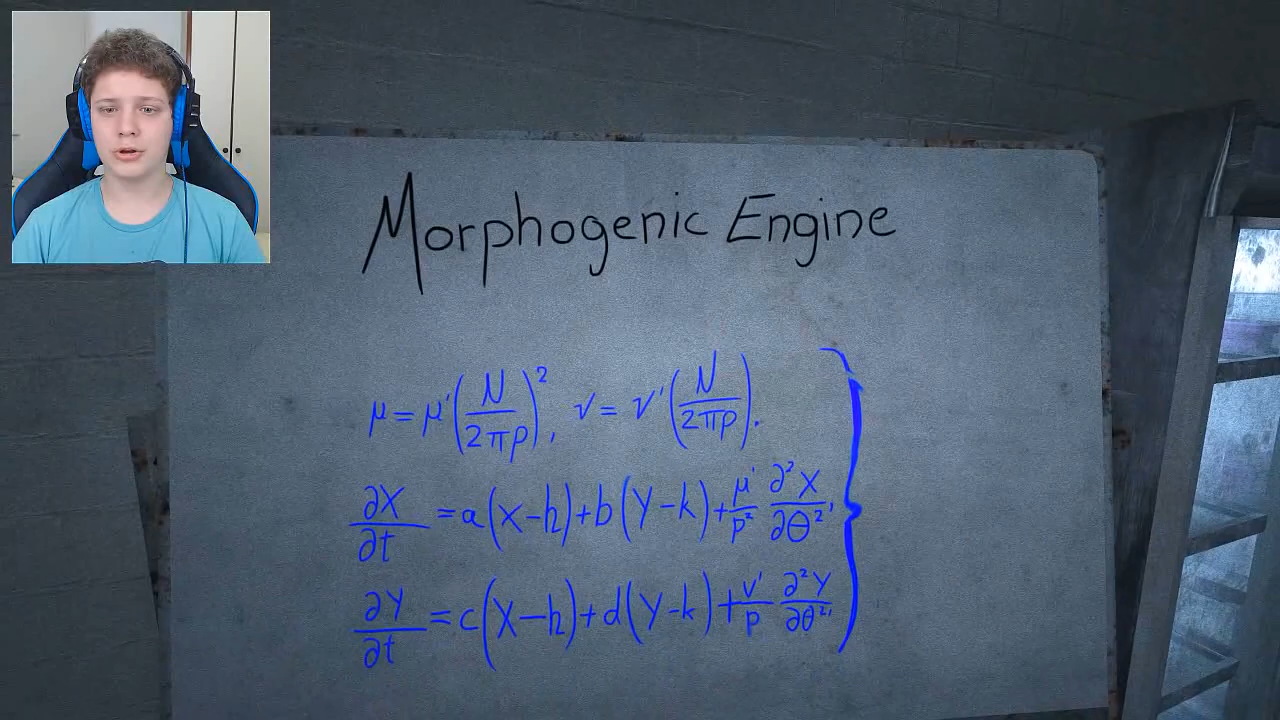 Morphogenic Engine
μ = μ'(N/2πρ)², ν = ν'(N/2πρ).
∂X/∂t = a(X-h)+b(Y-k)+μ'/ρ² ∂²X/∂θ²,
∂Y/∂t = c(X-h)+d(Y-k)+ν'/ρ ∂²Y/∂θ²,